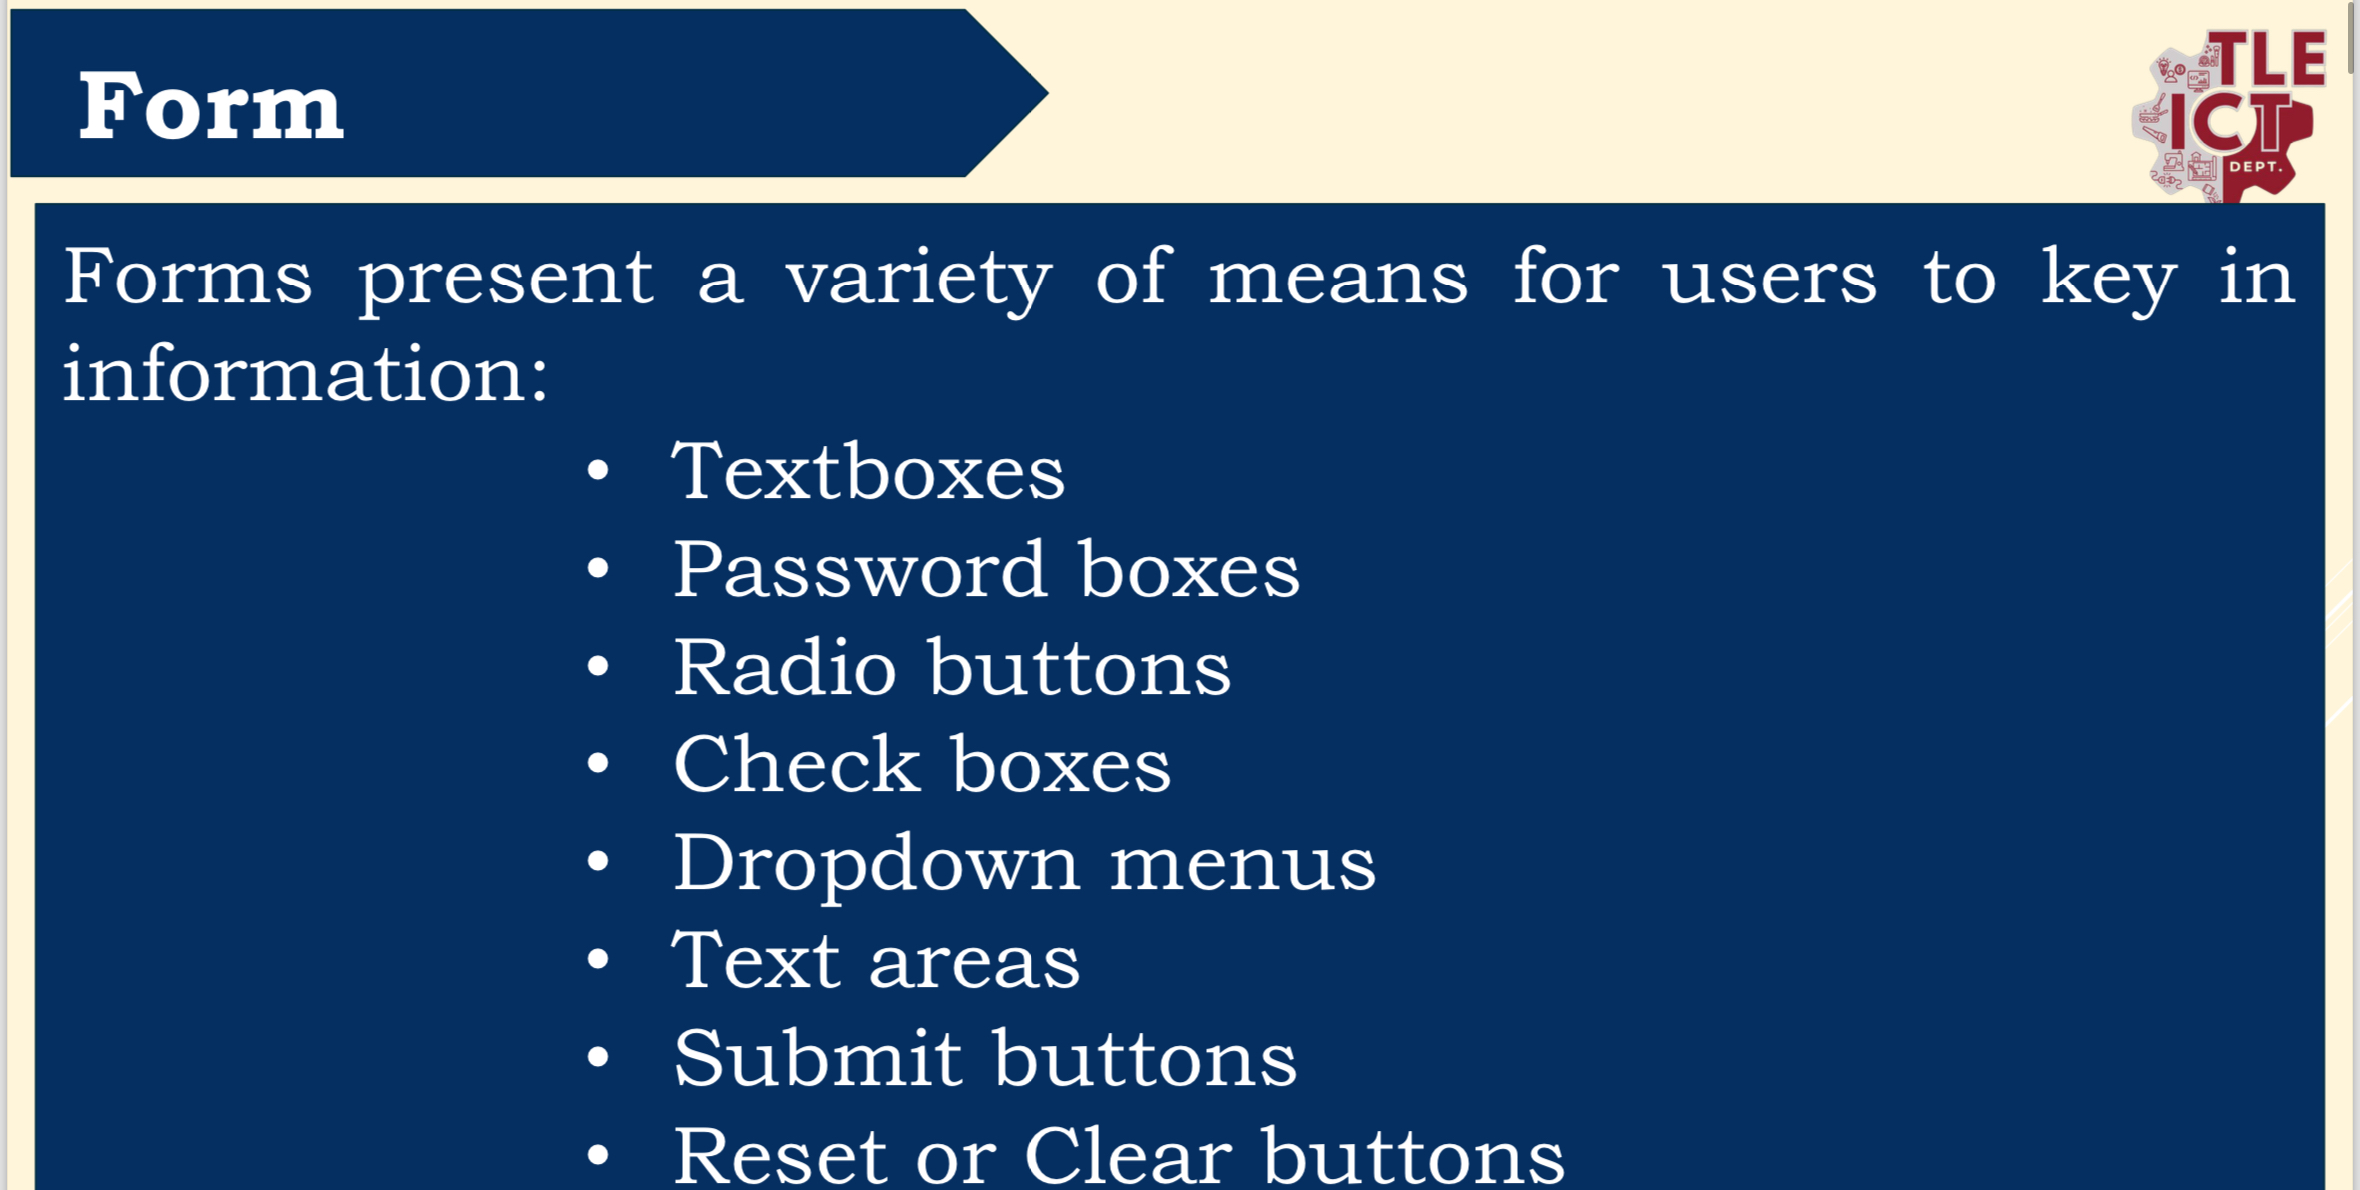 Form
TLE
ICT
DEPT.
Forms present a variety of means for users to key in
information:
• Textboxes
• Password boxes
• Radio buttons
• Check boxes
• Dropdown menus
• Text areas
• Submit buttons
• Reset or Clear buttons